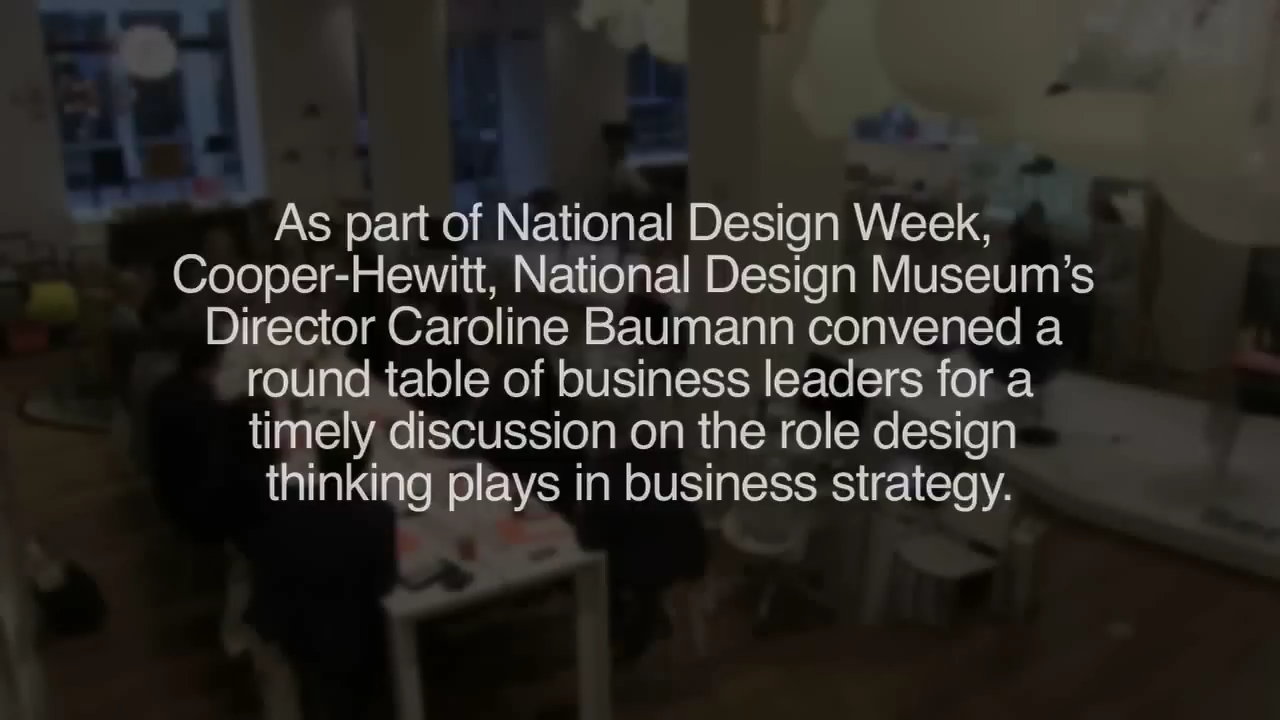 As part of National Design Week,
Cooper-Hewitt, National Design Museum’s
Director Caroline Baumann convened a
round table of business leaders for a
timely discussion on the role design
thinking plays in business strategy.